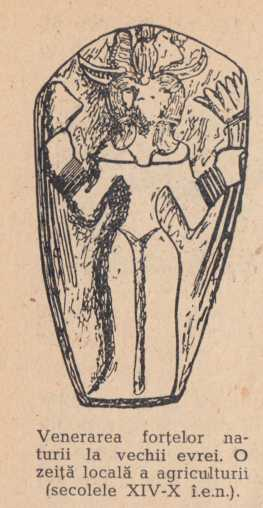 Venerarea forțelor na-
turii la vechii evrei. O
zeiță locală a agriculturii
(secolele XIV-X î.e.n.).